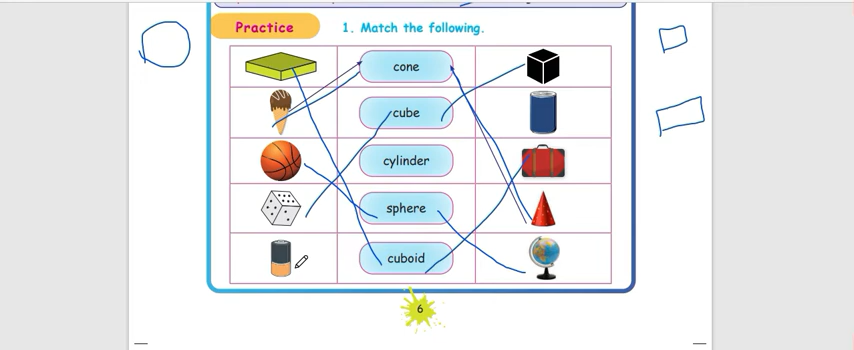 Practice
1. Match the following.
cone
cube
cylinder
sphere
cuboid
6